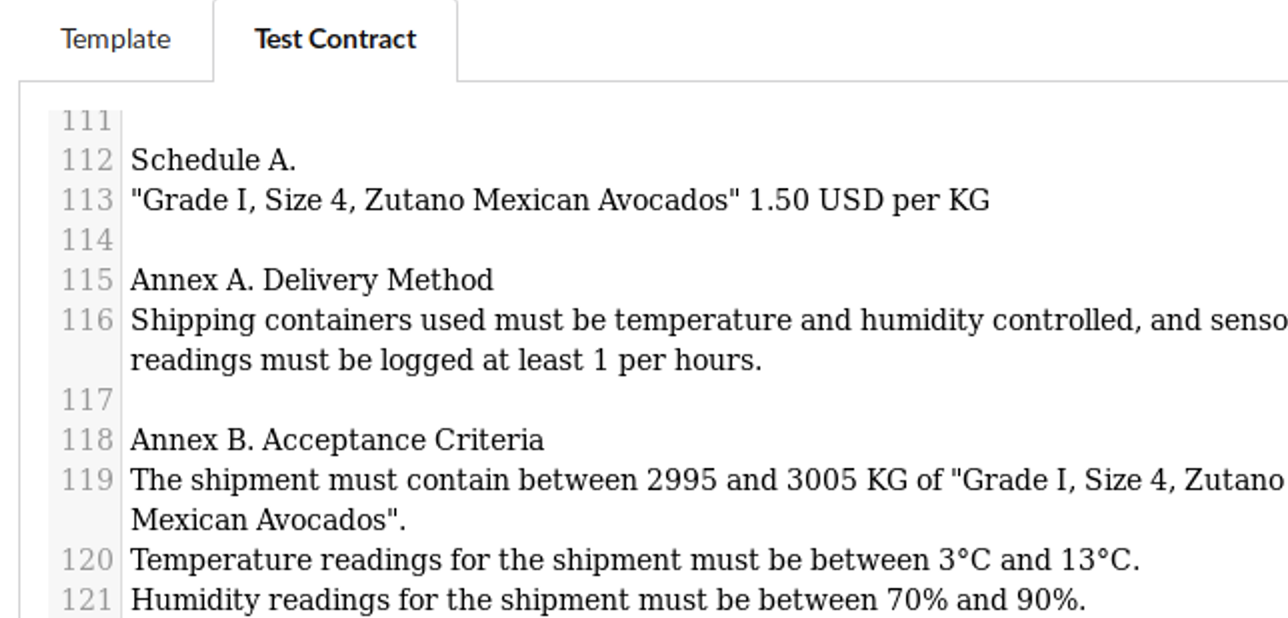 Template Test Contract
111
112 Schedule A.
113 "Grade I, Size 4, Zutano Mexican Avocados" 1.50 USD per KG
114
115 Annex A. Delivery Method
116 Shipping containers used must be temperature and humidity controlled, and senso
readings must be logged at least 1 per hours.
117
118 Annex B. Acceptance Criteria
119 The shipment must contain between 2995 and 3005 KG of "Grade I, Size 4, Zutano
Mexican Avocados".
120 Temperature readings for the shipment must be between 3°C and 13°C.
121 Humidity readings for the shipment must be between 70% and 90%.